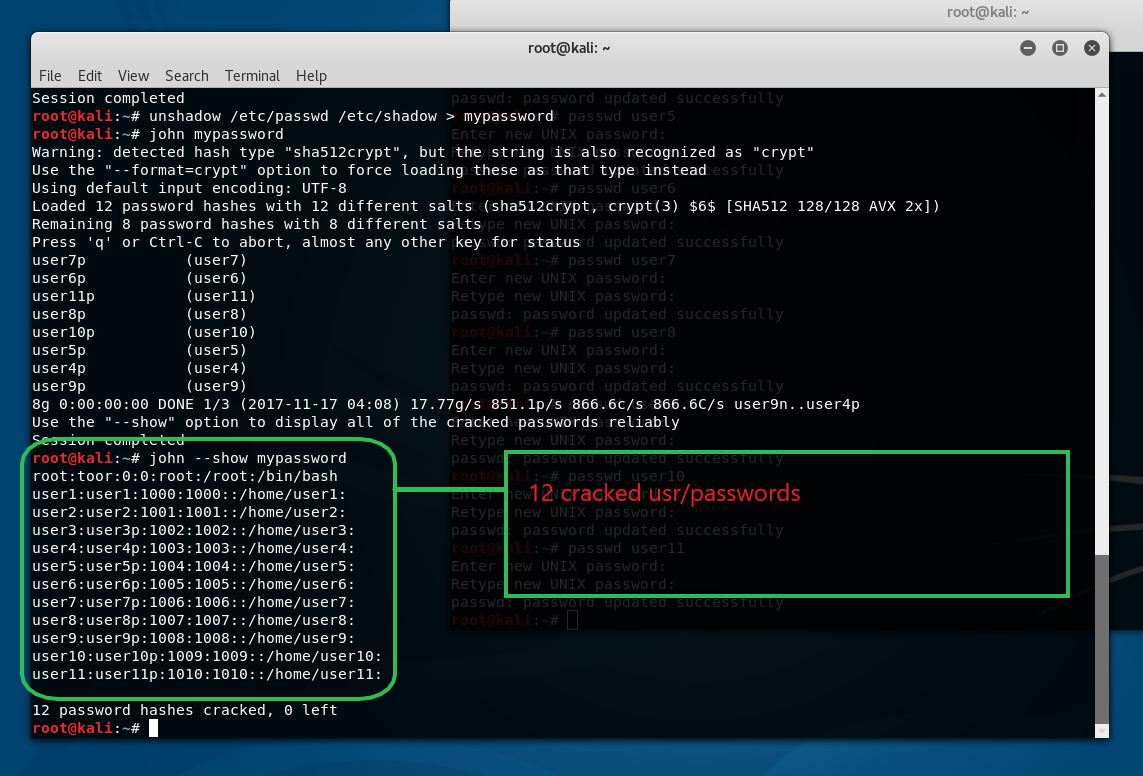 root@kali: ~
root@kali: ~
File Edit View Search Terminal Help
Session completed
root@kali:~# unshadow /etc/passwd /etc/shadow > mypassword
root@kali:~# john mypassword
Warning: detected hash type "sha512crypt", but the string is also recognized as "crypt"
Use the "--format=crypt" option to force loading these as that type instead
Using default input encoding: UTF-8
Loaded 12 password hashes with 12 different salts (sha512crypt, crypt(3) $6$ [SHA512 128/128 AVX 2x])
Remaining 8 password hashes with 8 different salts
Press 'q' or Ctrl-C to abort, almost any other key for status
user7p (user7)
user6p (user6)
user11p (user11)
user8p (user8)
user10p (user10)
user5p (user5)
user4p (user4)
user9p (user9)
8g 0:00:00:00 DONE 1/3 (2017-11-17 04:08) 17.77g/s 851.1p/s 866.6c/s 866.6C/s user9n..user4p
Use the "--show" option to display all of the cracked passwords reliably
Session completed
root@kali:~# john --show mypassword
root:toor:0:0:root:/root:/bin/bash
user1:user1:1000:1000::/home/user1:
user2:user2:1001:1001::/home/user2:
user3:user3p:1002:1002::/home/user3:
user4:user4p:1003:1003::/home/user4:
user5:user5p:1004:1004::/home/user5:
user6:user6p:1005:1005::/home/user6:
user7:user7p:1006:1006::/home/user7:
user8:user8p:1007:1007::/home/user8:
user9:user9p:1008:1008::/home/user9:
user10:user10p:1009:1009::/home/user10:
user11:user11p:1010:1010::/home/user11:
12 password hashes cracked, 0 left
root@kali:~#
12 cracked usr/passwords
passwd: password updated successfully
root@kali:~# passwd user5
Enter new UNIX password:
Retype new UNIX password:
passwd: password updated successfully
root@kali:~# passwd user6
passwd: password updated successfully
root@kali:~# passwd user7
Enter new UNIX password:
Retype new UNIX password:
passwd: password updated successfully
root@kali:~# passwd user8
Enter new UNIX password:
Retype new UNIX password:
passwd: password updated successfully
Retype new UNIX password:
passwd: password updated successfully
root@kali:~# passwd user10
Enter new UNIX password:
Retype new UNIX password:
passwd: password updated successfully
root@kali:~# passwd user11
Enter new UNIX password:
Retype new UNIX password:
passwd: password updated successfully
root@kali:~#